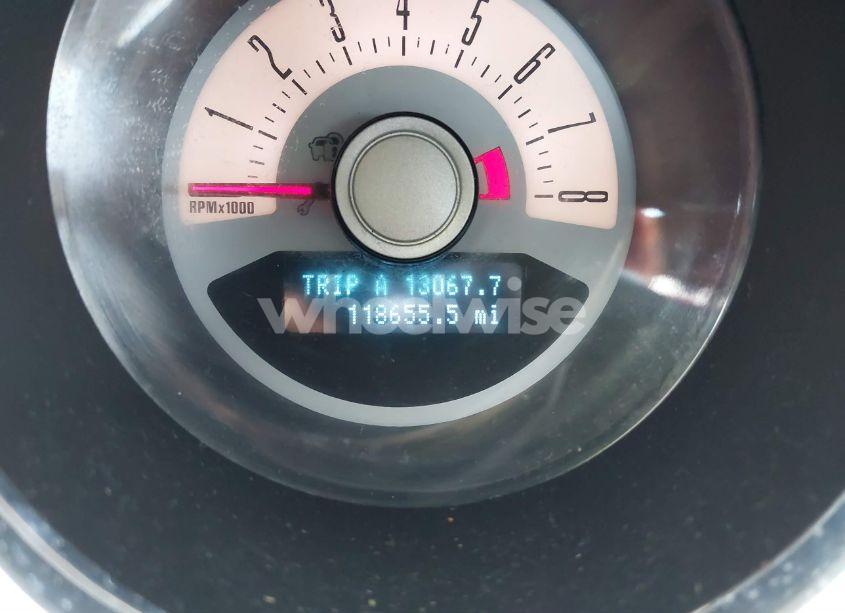 1 2 3 4 5 6 7 8
RPMx1000
TRIP A 13067.7
118655.5 mi
wheelwise